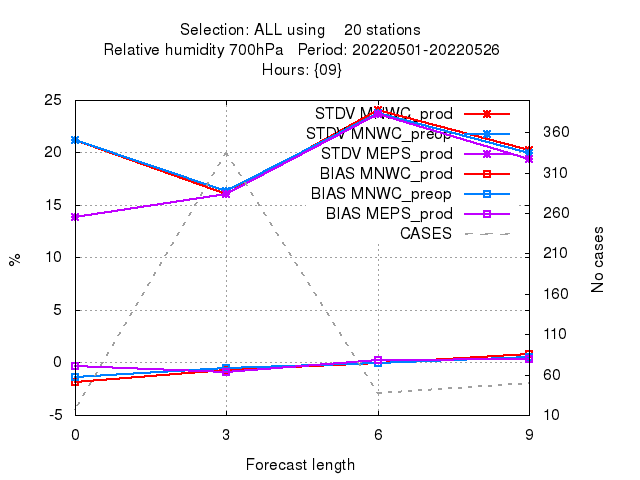 Selection: ALL using 20 stations
Relative humidity 700hPa Period: 20220501-20220526
Hours: {09}
STDV MNWC_prod
STDV MNWC_preop
STDV MEPS_prod
BIAS MNWC_prod
BIAS MNWC_preop
BIAS MEPS_prod
CASES
25
20
15
10
5
0
-5
%
360
310
260
210
160
110
60
10
No cases
0 3 6 9
Forecast length